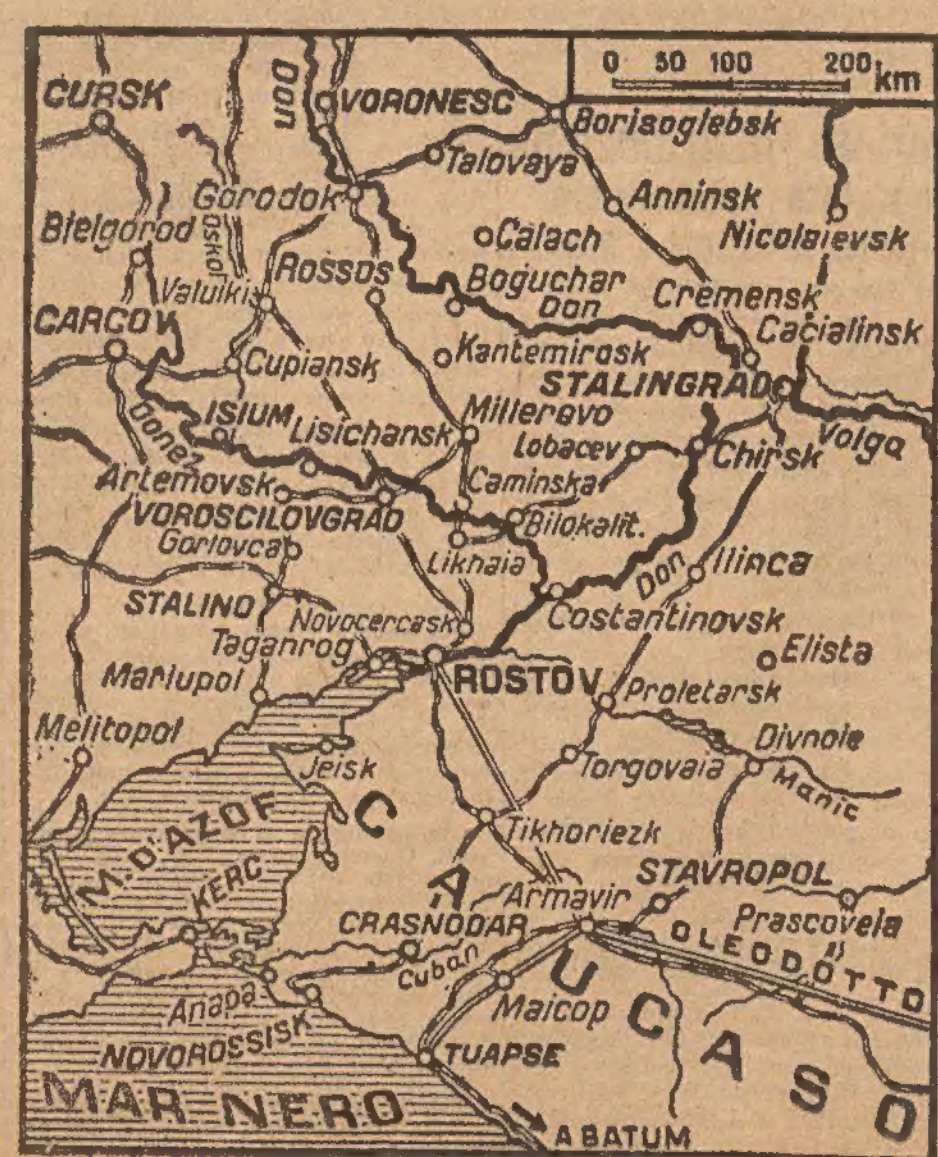 0 50 100 200 km
CURSK
Don
VORONESC
Borisoglebsk
Talovaya
Gorodok
Anninsk
Bielgorod
Oskol
Calach
Nicolaievsk
Valuikis
ROSSOS
Boguchar
Don
Cremensk
CARCOV
Cacialinsk
Cupiansk
Kantemirosk
STALINGRAD
Donez
ISIUM
Lisichansk
Millerevo
Volga
Lobacev
Chirsk
Artemovsk
Caminska
VOROSCILOVGRAD
Bilokalit.
Gorlovca
Likhaia
Don
Ilinca
STALINO
Novocercask
Costantinovsk
Taganrog
Elista
Mariupol
ROSTOV
Proletarsk
Melitopol
Divnoie
Jeisk
Torgovaia
Manic
M. D'AZOF
Tikhoriezk
KERC
Armavir
STAVROPOL
CRASNODAR
Prascoveia
Cuban
OLEODOTTO
Anapa
Maicop
NOVOROSSISK
CAUCASO
TUAPSE
MAR NERO
A BATUM